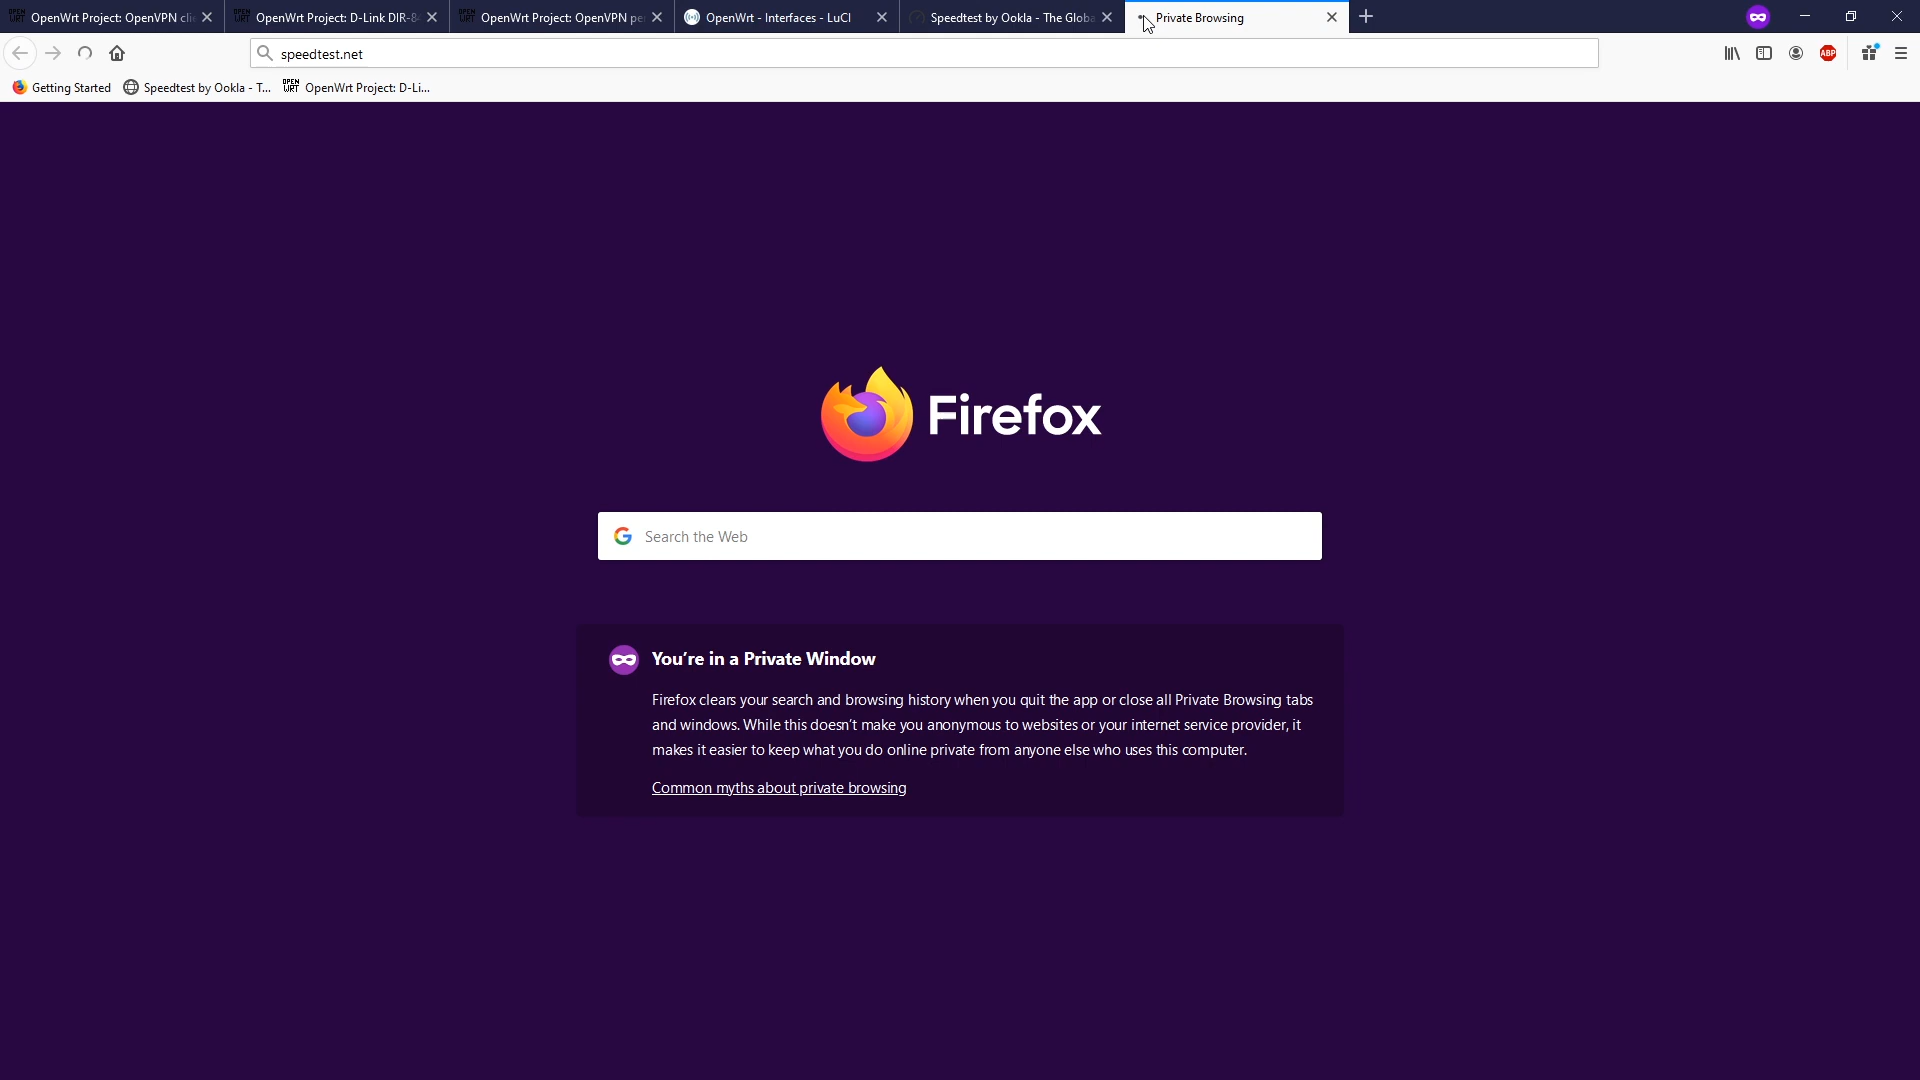 OpenWrt Project: OpenVPN cli
OpenWrt Project: D-Link DIR-8
OpenWrt Project: OpenVPN pe
OpenWrt - Interfaces - LuCI
Speedtest by Ookla - The Globa
Private Browsing
speedtest.net
ABP
Getting Started
Speedtest by Ookla - T...
OPEN WRT
OpenWrt Project: D-Li...
Firefox
Search the Web
You're in a Private Window
Firefox clears your search and browsing history when you quit the app or close all Private Browsing tabs
and windows. While this doesn't make you anonymous to websites or your internet service provider, it
makes it easier to keep what you do online private from anyone else who uses this computer.
Common myths about private browsing